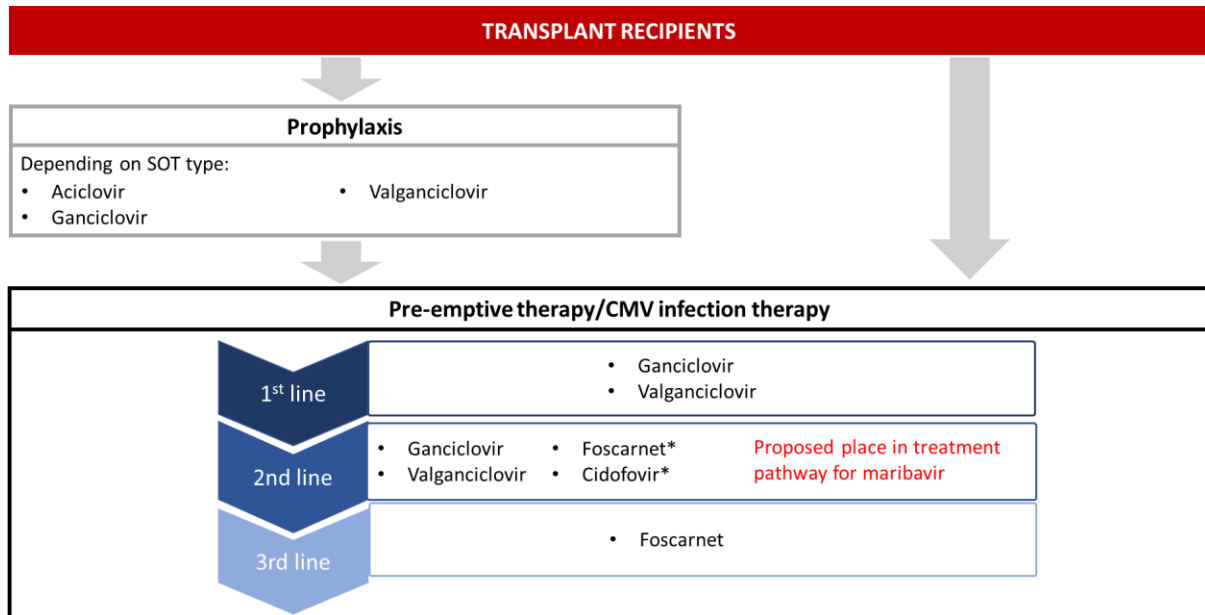 TRANSPLANT RECIPIENTS
Prophylaxis
Depending on SOT type:
• Aciclovir
• Ganciclovir
• Valganciclovir
Pre-emptive therapy/CMV infection therapy
1st line
• Ganciclovir
• Valganciclovir
2nd line
• Ganciclovir
• Valganciclovir
• Foscarnet*
• Cidofovir*
Proposed place in treatment
pathway for maribavir
3rd line
• Foscarnet